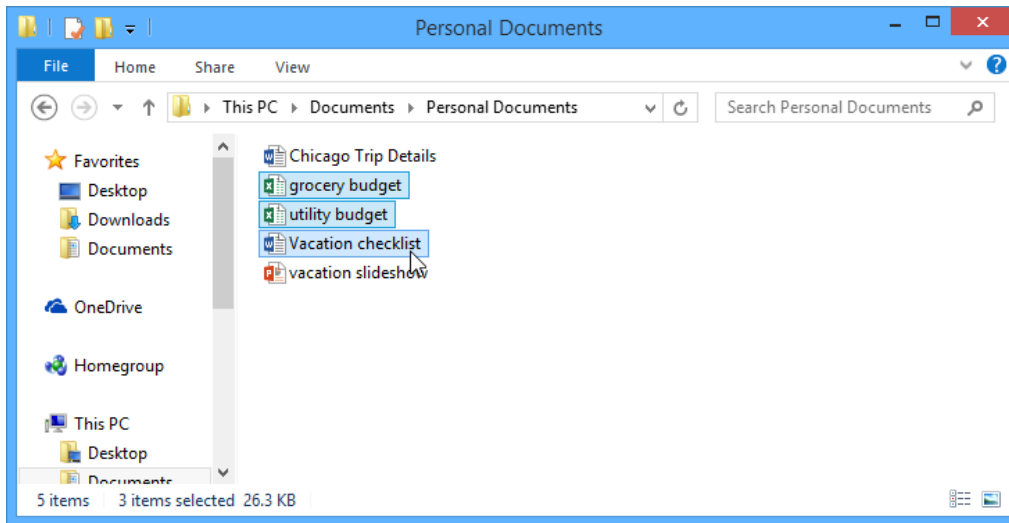 Personal Documents
File Home Share View
This PC Documents Personal Documents Search Personal Documents
Favorites
Desktop
Downloads
Documents
OneDrive
Homegroup
This PC
Desktop
Documents
Chicago Trip Details
grocery budget
utility budget
Vacation checklist
vacation slideshow
5 items 3 items selected 26.3 KB